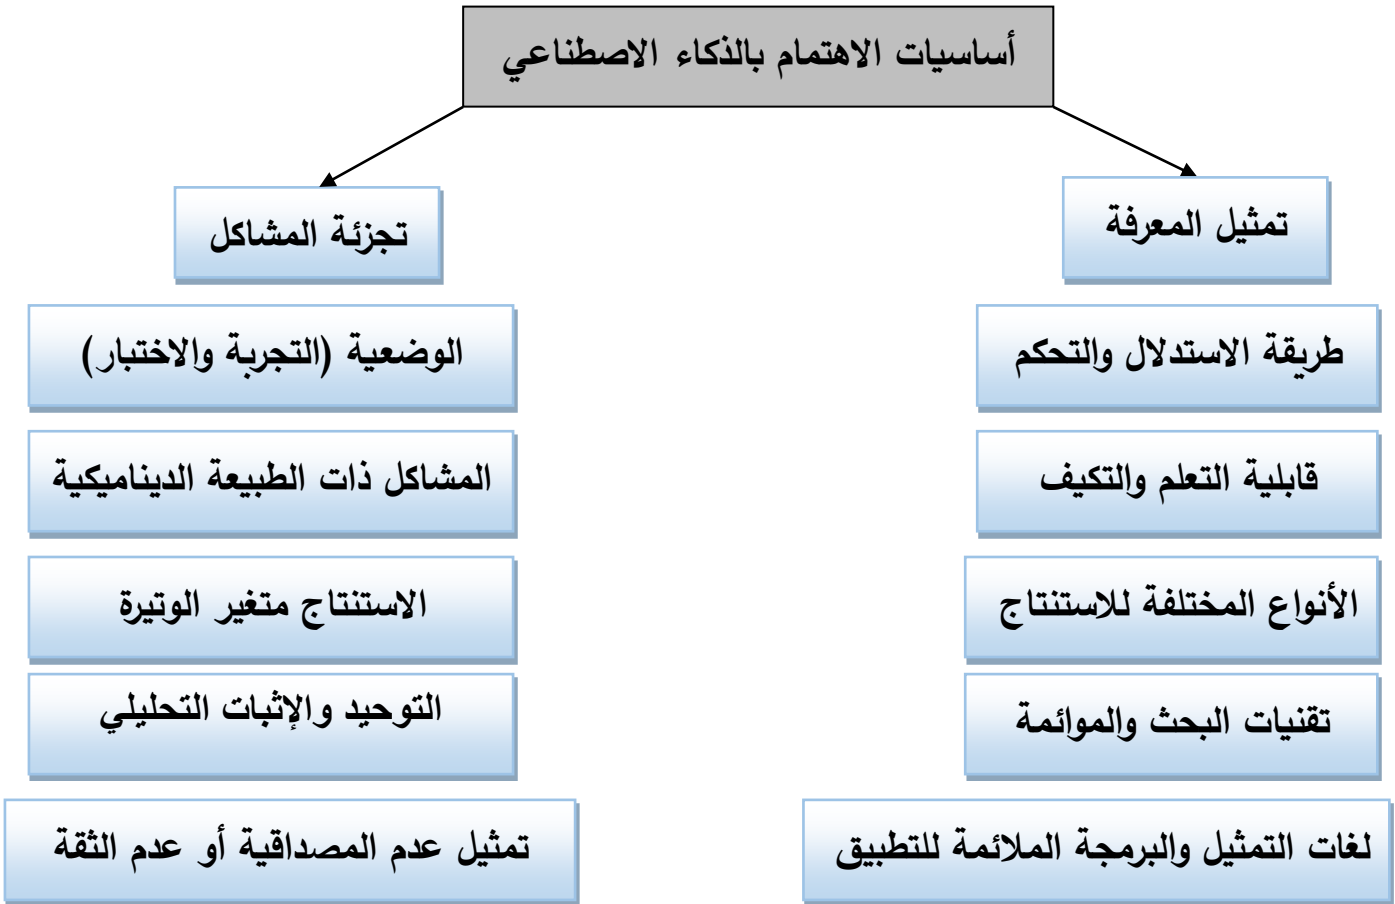 أساسيات الاهتمام بالذكاء الاصطناعي
تمثيل المعرفة
طريقة الاستدلال والتحكم
قابلية التعلم والتكيف
الأنواع المختلفة للاستنتاج
تقنيات البحث والموائمة
لغات التمثيل والبرمجة الملائمة للتطبيق
تجزئة المشاكل
الوضعية (التجربة والاختبار)
المشاكل ذات الطبيعة الديناميكية
الاستنتاج متغير الوتيرة
التوحيد والإثبات التحليلي
تمثيل عدم المصداقية أو عدم الثقة